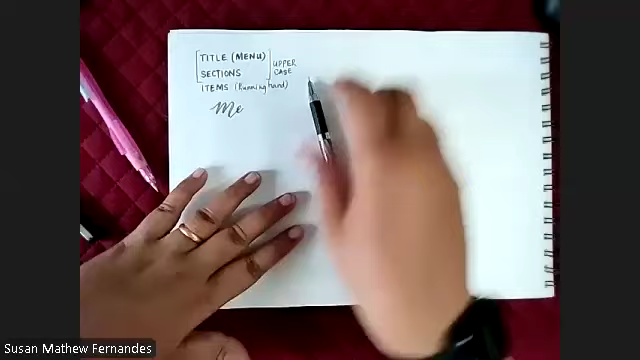 TITLE (MENU)
SECTIONS
UPPER
CASE
ITEMS (Running hand)
Me
Susan Mathew Fernandes